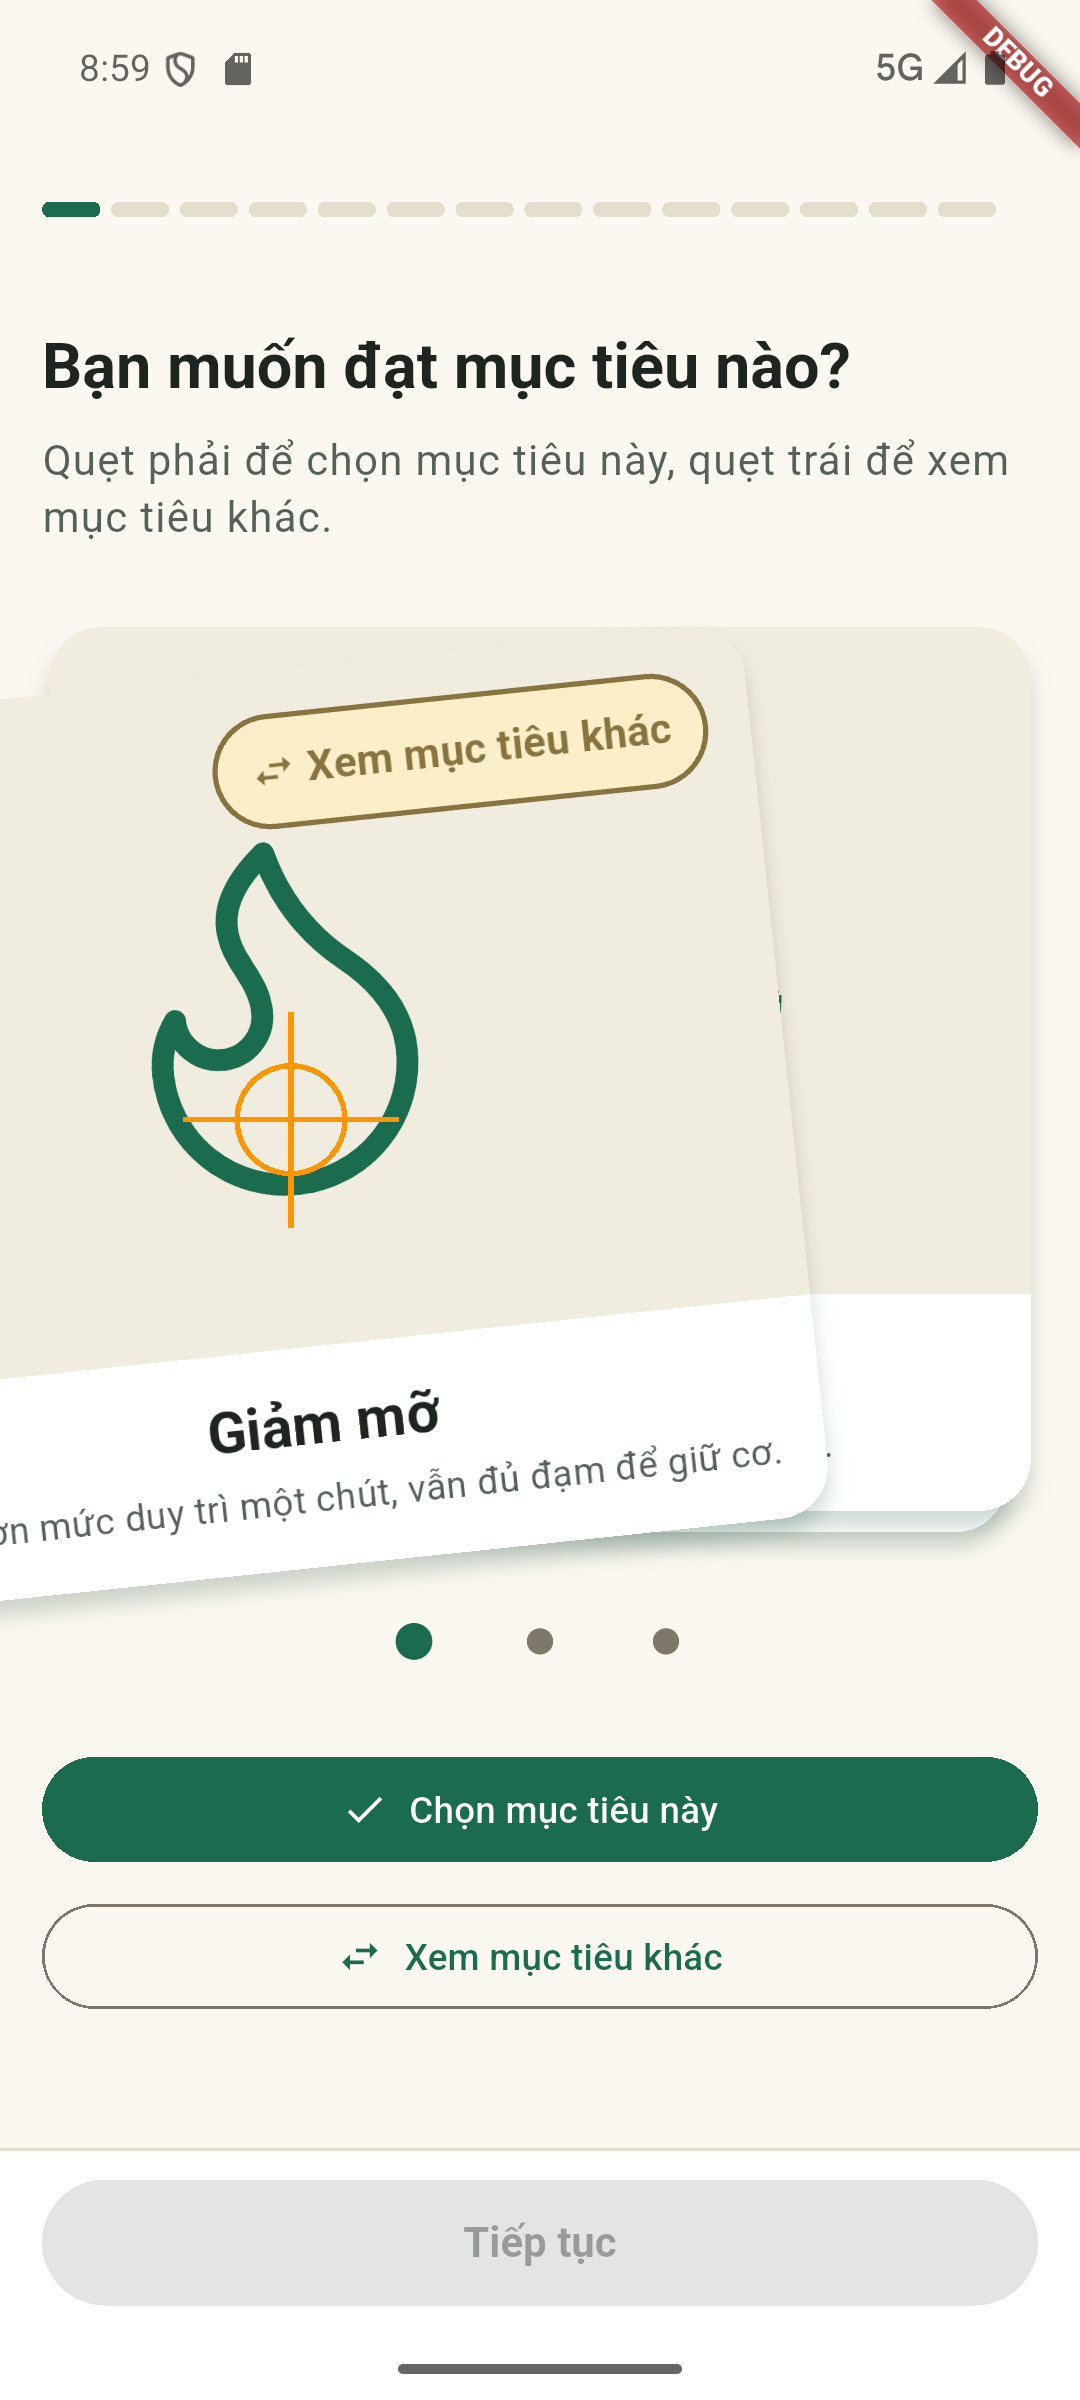 8:59
5G
DEBUG
Bạn muốn đạt mục tiêu nào?
Quẹt phải để chọn mục tiêu này, quẹt trái để xem
mục tiêu khác.
Xem mục tiêu khác
Giảm mỡ
mức duy trì một chút, vẫn đủ đạm để giữ cơ.
Chọn mục tiêu này
Xem mục tiêu khác
Tiếp tục